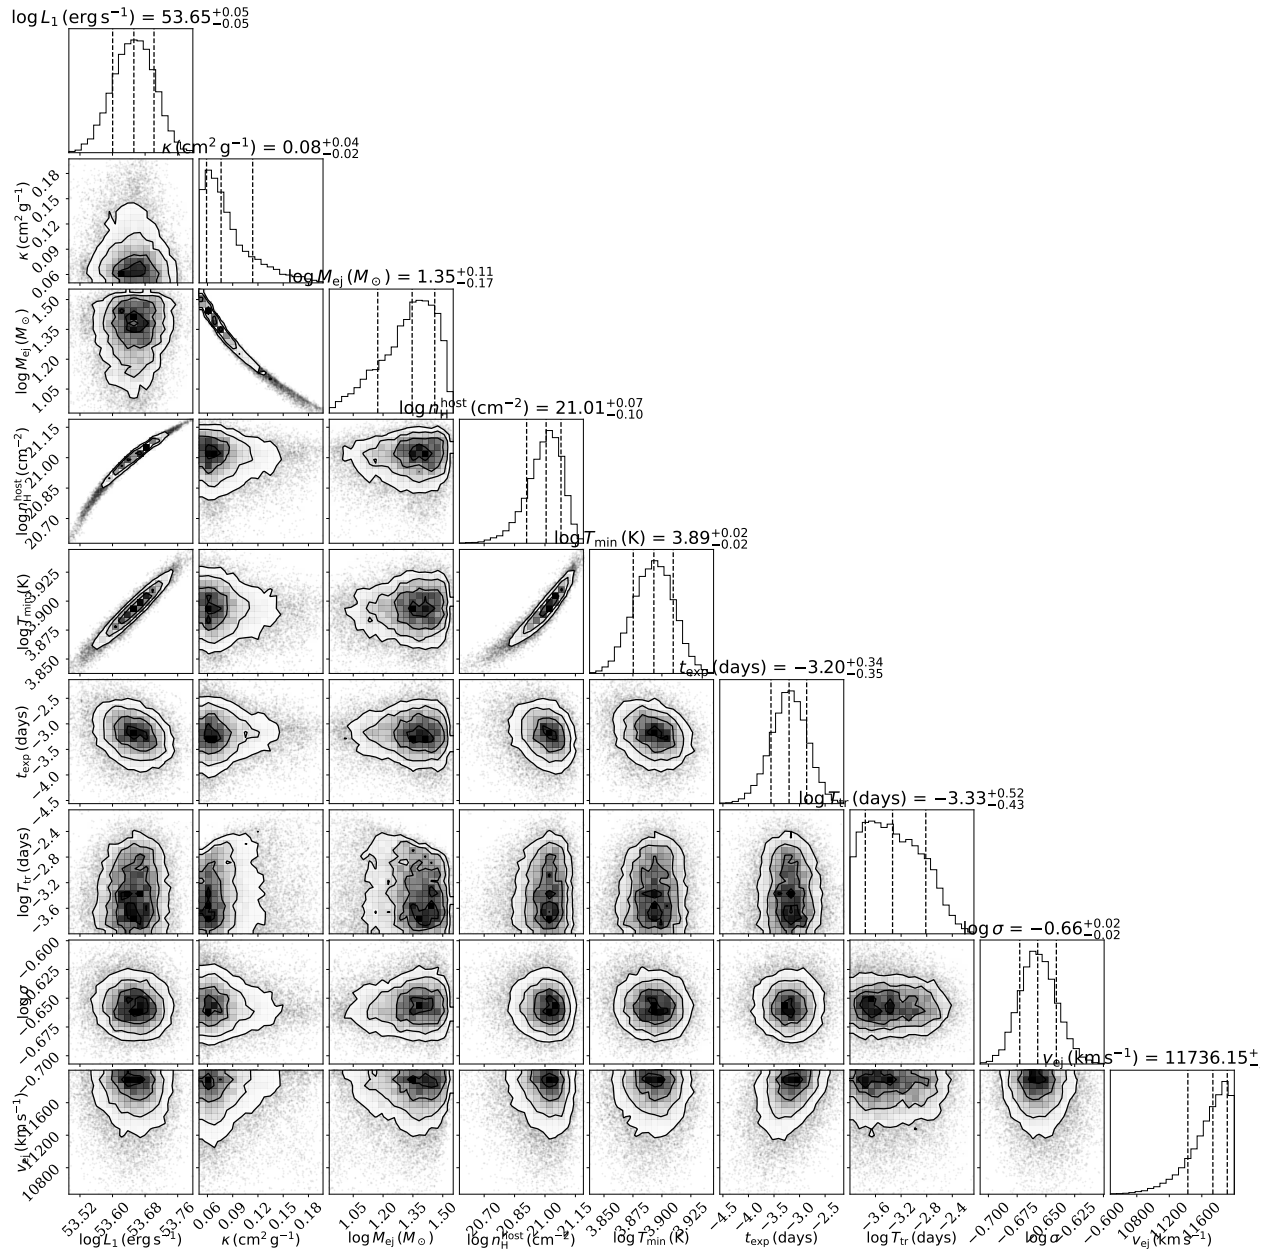 log L₁ (erg s⁻¹) = 53.65⁺⁰·⁰⁵₋₀.₀₅
κ (cm² g⁻¹) = 0.08⁺⁰·⁰⁴₋₀.₀₂
0.18
0.15
0.12
0.09
0.06
κ (cm² g⁻¹)
log M_ej (M_⊙) = 1.35⁺⁰·¹¹₋₀.₁₇
1.50
1.35
1.20
1.05
log M_ej (M_⊙)
log n_H^host (cm⁻²) = 21.01⁺⁰·⁰⁷₋₀.₁₀
21.15
21.00
20.85
20.70
log n_H^host (cm⁻²)
log T_min (K) = 3.89⁺⁰·⁰²₋₀.₀₂
3.925
3.900
3.875
3.850
log T_min (K)
t_exp (days) = −3.20⁺⁰·³⁴₋₀.₃₅
−2.5
−3.0
−3.5
−4.0
−4.5
t_exp (days)
log T_tr (days) = −3.33⁺⁰·⁵²₋₀.₄₃
−2.4
−2.8
−3.2
−3.6
log T_tr (days)
log σ = −0.66⁺⁰·⁰²₋₀.₀₂
−0.600
−0.625
−0.650
−0.675
−0.700
log σ
v_ej (km s⁻¹) = 11736.15
11600
11200
10800
v_ej (km s⁻¹)
53.52 53.60 53.68 53.76
0.06 0.09 0.12 0.15 0.18
1.05 1.20 1.35 1.50
20.70 20.85 21.00 21.15
3.850 3.875 3.900 3.925
−4.5 −4.0 −3.5 −3.0 −2.5
−3.6 −3.2 −2.8 −2.4
−0.700 −0.675 −0.650 −0.625 −0.600
10800 11200 11600
log L₁ (erg s⁻¹) κ (cm² g⁻¹) log M_ej (M_⊙) log n_H^host (cm⁻²) log T_min (K) t_exp (days) log T_tr (days) log σ v_ej (km s⁻¹)